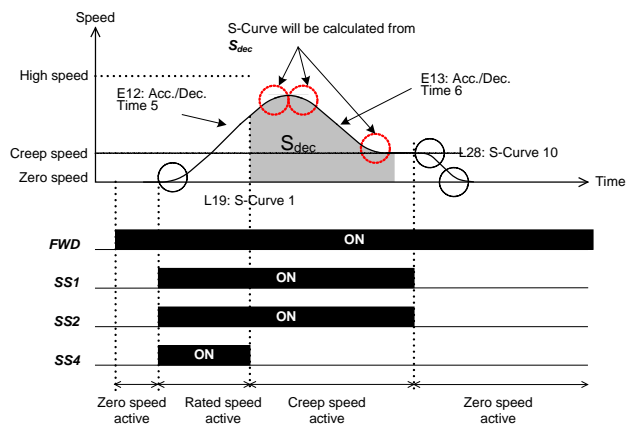 Speed
S-Curve will be calculated from
Sdec
High speed
E12: Acc./Dec.
Time 5
E13: Acc./Dec.
Time 6
Sdec
Creep speed
L28: S-Curve 10
Zero speed
Time
L19: S-Curve 1
FWD
ON
SS1
ON
SS2
ON
SS4
ON
Zero speed
active
Rated speed
active
Creep speed
active
Zero speed
active